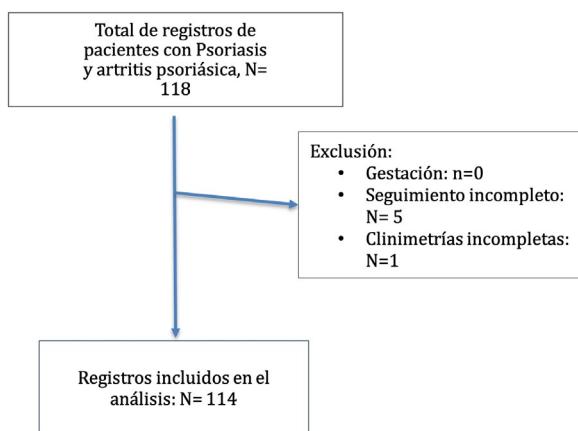 Total de registros de
pacientes con Psoriasis
y artritis psoriásica, N=
118
Exclusión:
• Gestación: n=0
• Seguimiento incompleto:
N= 5
• Clinimetrías incompletas:
N=1
Registros incluidos en el
análisis: N= 114